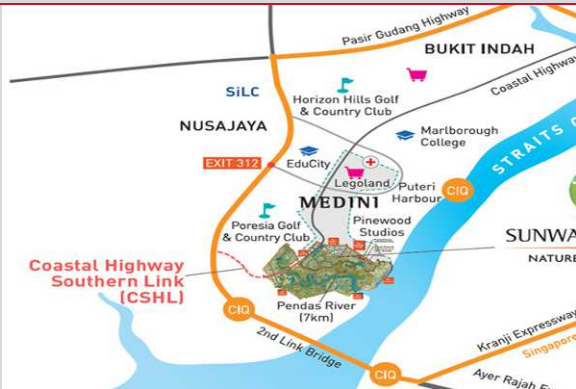 Pasir Gudang Highway
BUKIT INDAH
Coastal Highway
SiLC
Horizon Hills Golf
& Country Club
NUSAJAYA
Marlborough
College
STRAITS
EXIT 312
EduCity
Legoland
Puteri
Harbour
CIQ
MEDINI
Poresia Golf
& Country Club
Pinewood
Studios
SUNWA
NATURE
Coastal Highway
Southern Link
(CSHL)
Pendas River
(7km)
CIQ
2nd Link Bridge
Kranji Expressway
Singapore
CIQ
Ayer Rajah E